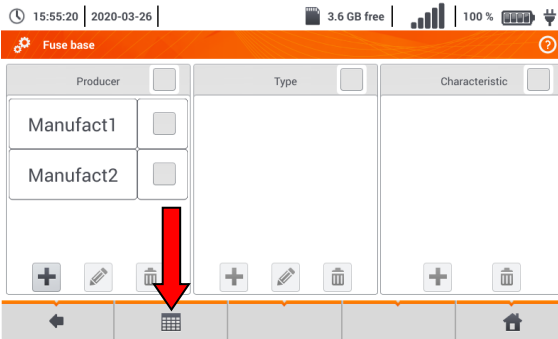 15:55:20 2020-03-26 3.6 GB free 100 %
Fuse base
Producer Type Characteristic
Manufact1
Manufact2